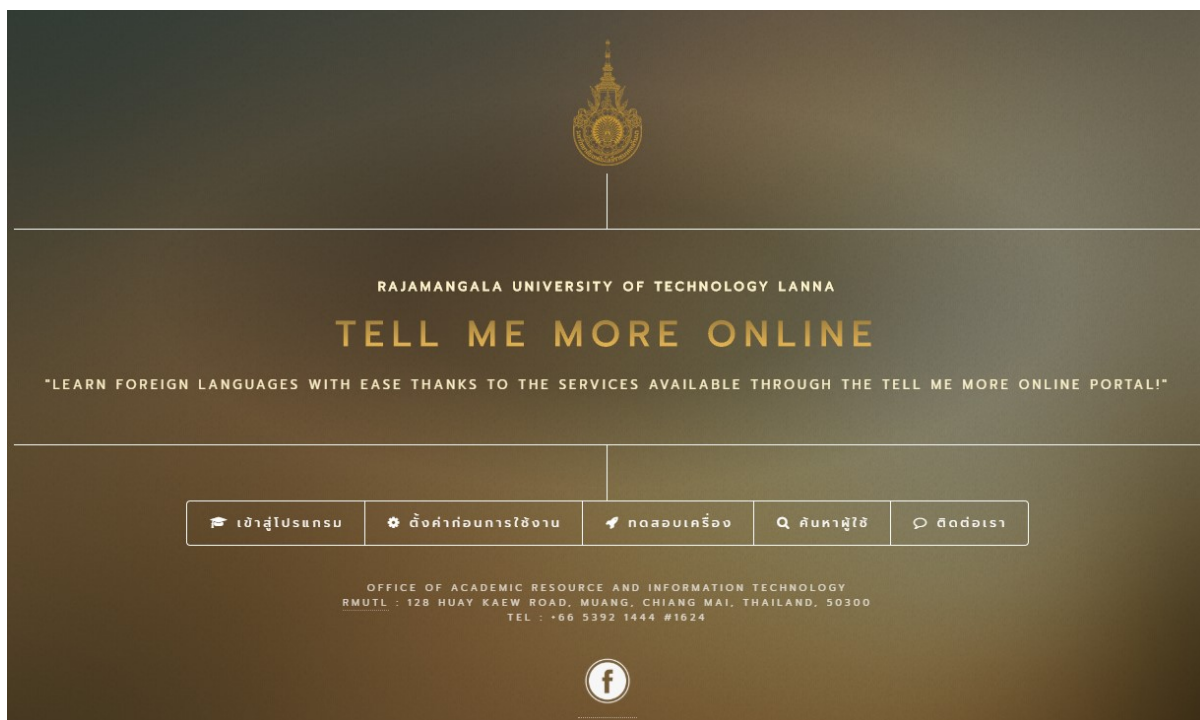 RAJAMANGALA UNIVERSITY OF TECHNOLOGY LANNA
TELL ME MORE ONLINE
"LEARN FOREIGN LANGUAGES WITH EASE THANKS TO THE SERVICES AVAILABLE THROUGH THE TELL ME MORE ONLINE PORTAL!"
เข้าสู่โปรแกรม ตั้งค่าก่อนการใช้งาน ทดสอบเครื่อง ค้นหาผู้ใช้ ติดต่อเรา
OFFICE OF ACADEMIC RESOURCE AND INFORMATION TECHNOLOGY
RMUTL : 128 HUAY KAEW ROAD, MUANG, CHIANG MAI, THAILAND, 50300
TEL : +66 5392 1444 #1624